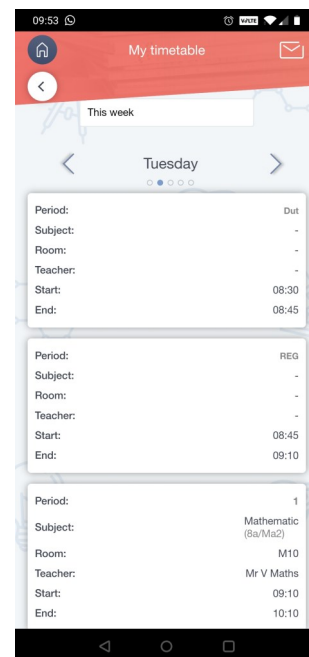 09:53
VoLTE
My timetable
This week
Tuesday
Period: Dut
Subject: -
Room: -
Teacher: -
Start: 08:30
End: 08:45
Period: REG
Subject: -
Room: -
Teacher: -
Start: 08:45
End: 09:10
Period: 1
Subject: Mathematic
(8a/Ma2)
Room: M10
Teacher: Mr V Maths
Start: 09:10
End: 10:10